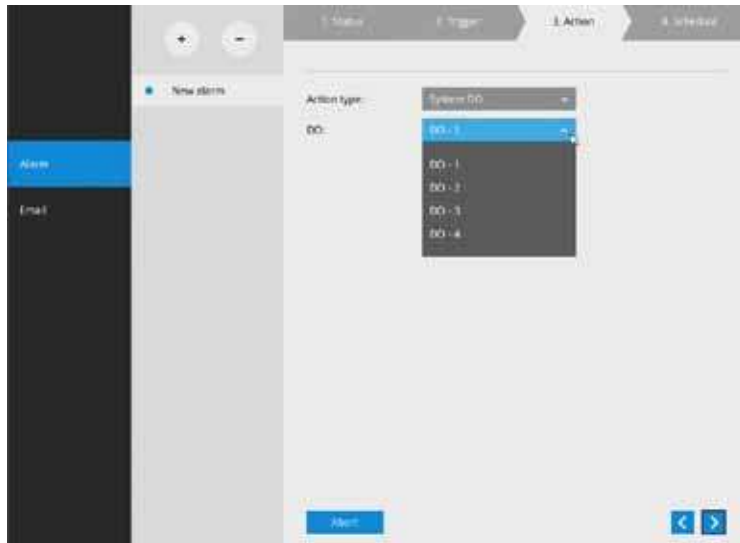 + -
1. Status 2. Trigger 3. Action 4. Schedule
New alarm
Action type: System DO
DO: DO - 1
DO - 1
DO - 2
DO - 3
DO - 4
Alarm
Email
Abort